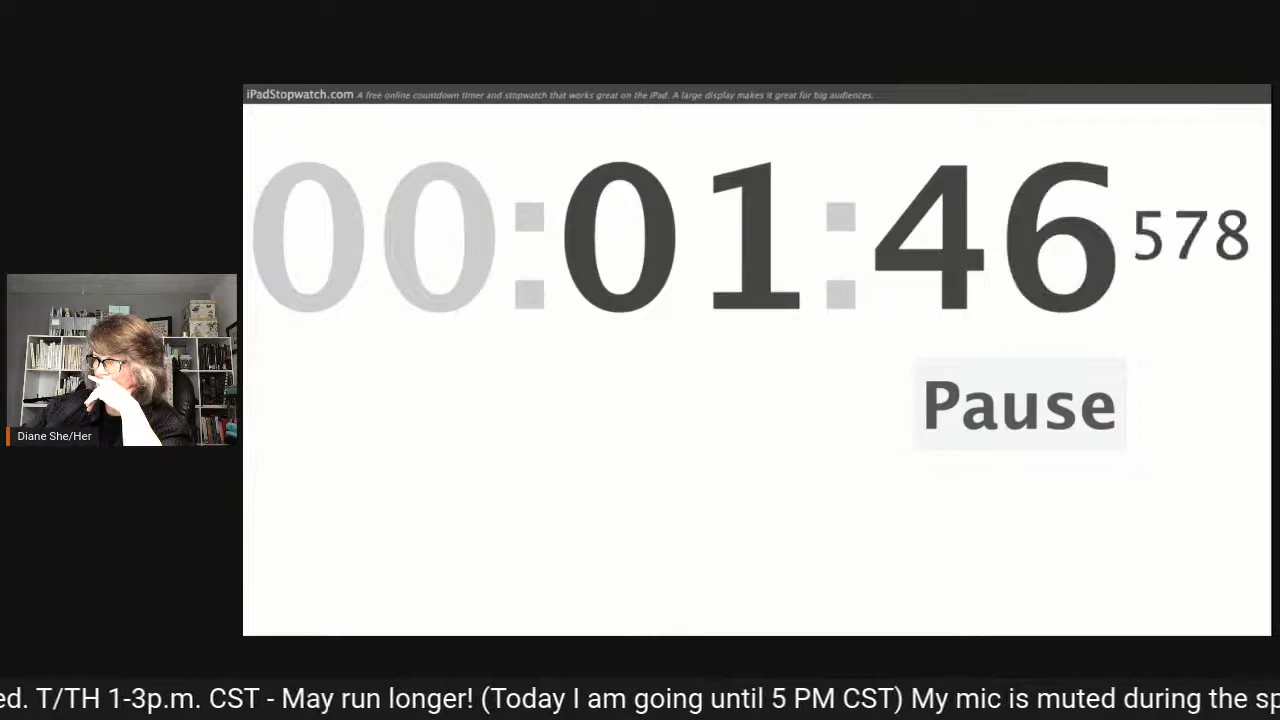 iPadStopwatch.com A free online countdown timer and stopwatch that works great on the iPad. A large display makes it great for big audiences.
00:01:46 578
Pause
Diane She/Her
ed. T/TH 1-3p.m. CST - May run longer! (Today I am going until 5 PM CST) My mic is muted during the sp